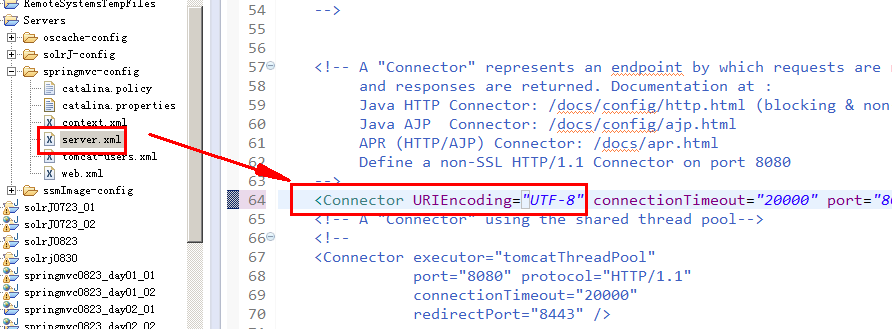 RemoteSystemsTempFiles
Servers
oscache-config
solrJ-config
springmvc-config
catalina.policy
catalina.properties
context.xml
server.xml
tomcat-users.xml
web.xml
ssmImage-config
solrJ0723_01
solrJ0723_02
solrJ0823
solrj0830
springmvc0823_day01_01
springmvc0823_day01_02
springmvc0823_day02_01
springmvc0823_day02_02
54 -->
55
56
57 <!-- A "Connector" represents an endpoint by which requests are
58 and responses are returned. Documentation at :
59 Java HTTP Connector: /docs/config/http.html (blocking & non
60 Java AJP  Connector: /docs/config/ajp.html
61 APR (HTTP/AJP) Connector: /docs/apr.html
62 Define a non-SSL HTTP/1.1 Connector on port 8080
63 -->
64 <Connector URIEncoding="UTF-8" connectionTimeout="20000" port="80
65 <!-- A "Connector" using the shared thread pool-->
66 <!--
67 <Connector executor="tomcatThreadPool"
68 port="8080" protocol="HTTP/1.1"
69 connectionTimeout="20000"
70 redirectPort="8443" />